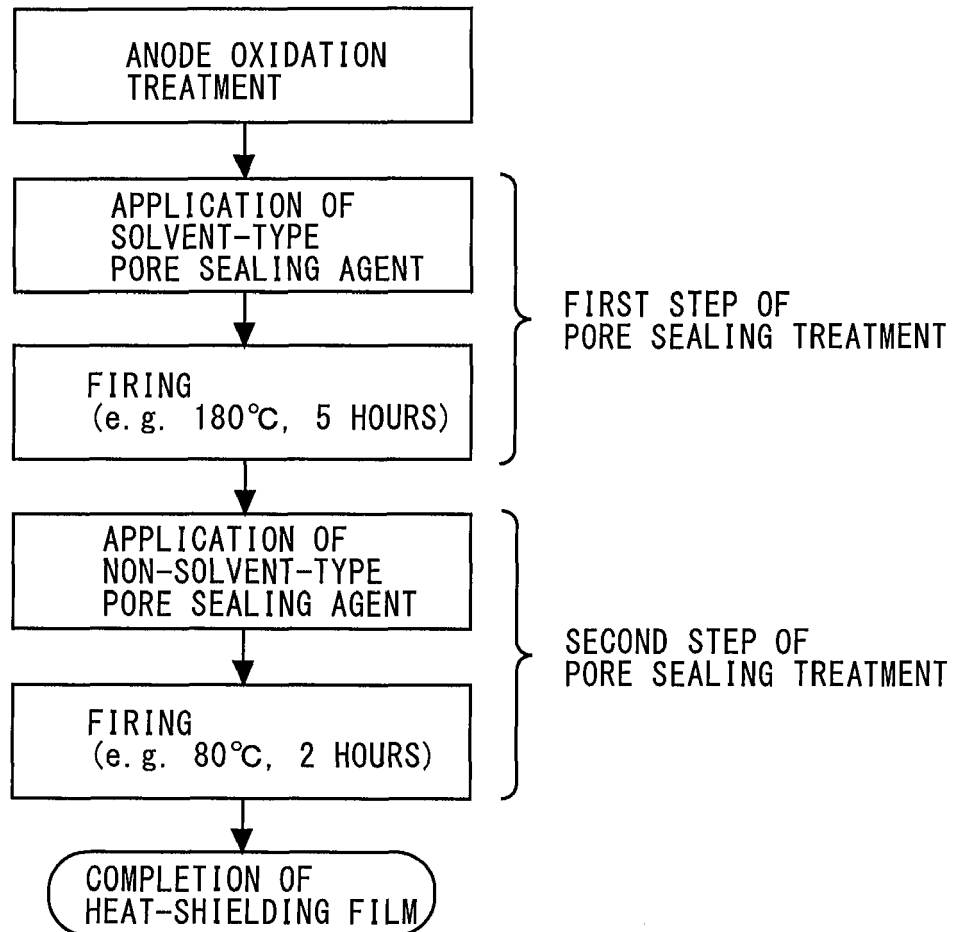 ANODE OXIDATION
TREATMENT
APPLICATION OF
SOLVENT-TYPE
PORE SEALING AGENT
FIRING
(e.g. 180℃, 5 HOURS)
FIRST STEP OF
PORE SEALING TREATMENT
APPLICATION OF
NON-SOLVENT-TYPE
PORE SEALING AGENT
FIRING
(e.g. 80℃, 2 HOURS)
SECOND STEP OF
PORE SEALING TREATMENT
COMPLETION OF
HEAT-SHIELDING FILM